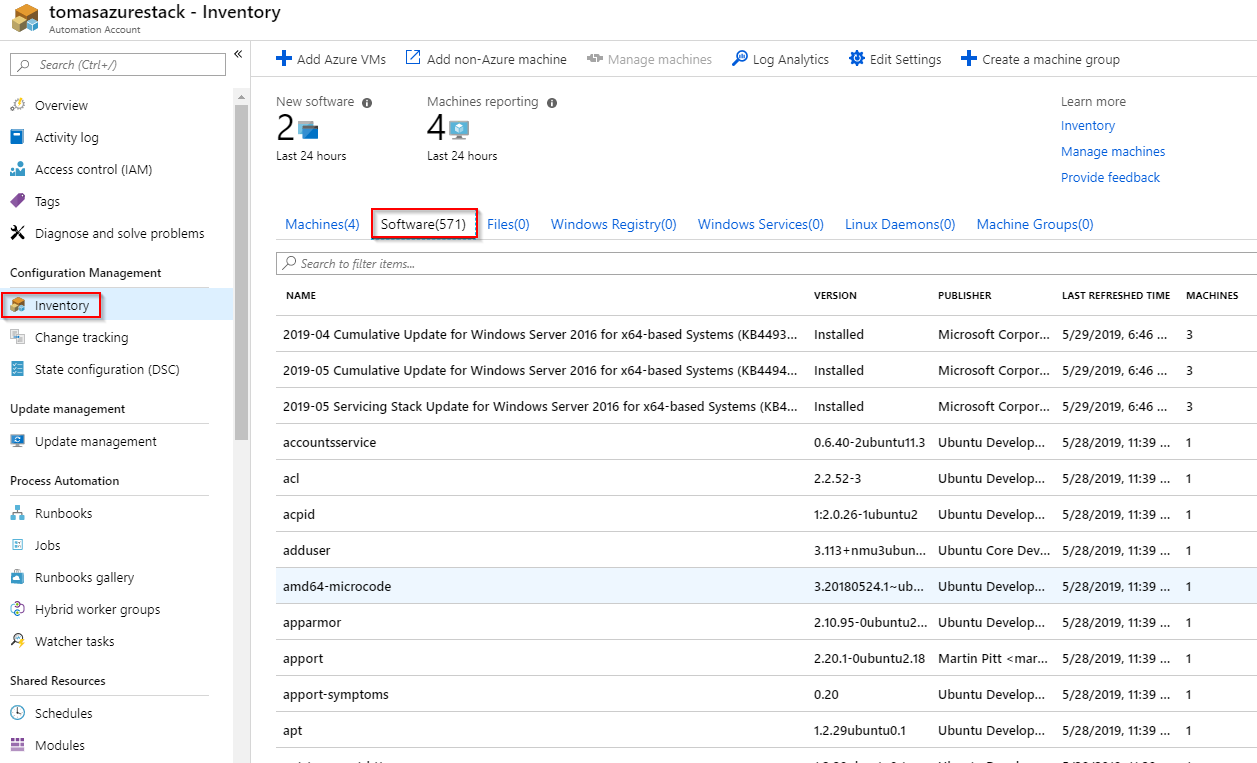 tomasazurestack - Inventory
Automation Account
Search (Ctrl+/)
«
Overview
Activity log
Access control (IAM)
Tags
Diagnose and solve problems
Configuration Management
Inventory
Change tracking
State configuration (DSC)
Update management
Update management
Process Automation
Runbooks
Jobs
Runbooks gallery
Hybrid worker groups
Watcher tasks
Shared Resources
Schedules
Modules
Add Azure VMs Add non-Azure machine Manage machines Log Analytics Edit Settings Create a machine group
New software Machines reporting
2 4
Last 24 hours Last 24 hours
Learn more
Inventory
Manage machines
Provide feedback
Machines(4) Software(571) Files(0) Windows Registry(0) Windows Services(0) Linux Daemons(0) Machine Groups(0)
Search to filter items...
NAME VERSION PUBLISHER LAST REFRESHED TIME MACHINES
2019-04 Cumulative Update for Windows Server 2016 for x64-based Systems (KB4493... Installed Microsoft Corpor... 5/29/2019, 6:46 ... 3
2019-05 Cumulative Update for Windows Server 2016 for x64-based Systems (KB4494... Installed Microsoft Corpor... 5/29/2019, 6:46 ... 3
2019-05 Servicing Stack Update for Windows Server 2016 for x64-based Systems (KB4... Installed Microsoft Corpor... 5/29/2019, 6:46 ... 3
accountsservice 0.6.40-2ubuntu11.3 Ubuntu Develop... 5/28/2019, 11:39 ... 1
acl 2.2.52-3 Ubuntu Develop... 5/28/2019, 11:39 ... 1
acpid 1:2.0.26-1ubuntu2 Ubuntu Develop... 5/28/2019, 11:39 ... 1
adduser 3.113+nmu3ubun... Ubuntu Core Dev... 5/28/2019, 11:39 ... 1
amd64-microcode 3.20180524.1~ub... Ubuntu Develop... 5/28/2019, 11:39 ... 1
apparmor 2.10.95-0ubuntu2... Ubuntu Develop... 5/28/2019, 11:39 ... 1
apport 2.20.1-0ubuntu2.18 Martin Pitt <mar... 5/28/2019, 11:39 ... 1
apport-symptoms 0.20 Ubuntu Develop... 5/28/2019, 11:39 ... 1
apt 1.2.29ubuntu0.1 Ubuntu Develop... 5/28/2019, 11:39 ... 1